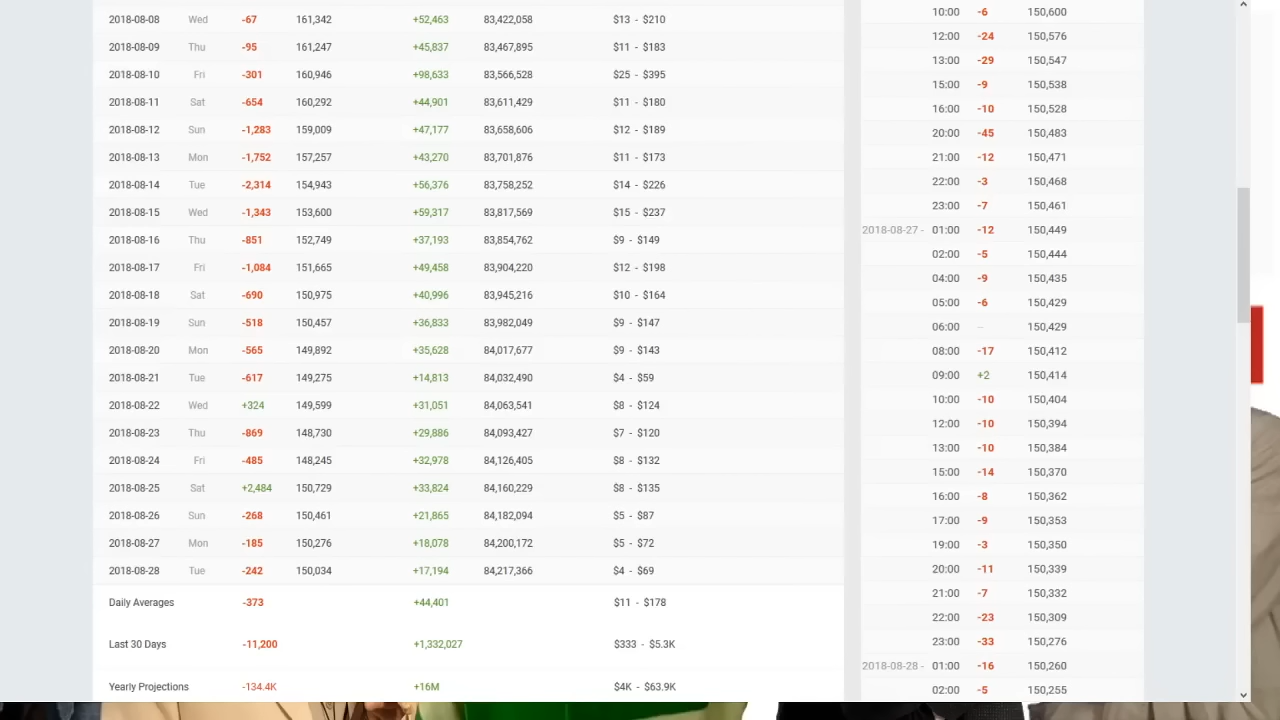 2018-08-08 Wed -67 161,342 +52,463 83,422,058 $13 - $210
2018-08-09 Thu -95 161,247 +45,837 83,467,895 $11 - $183
2018-08-10 Fri -301 160,946 +98,633 83,566,528 $25 - $395
2018-08-11 Sat -654 160,292 +44,901 83,611,429 $11 - $180
2018-08-12 Sun -1,283 159,009 +47,177 83,658,606 $12 - $189
2018-08-13 Mon -1,752 157,257 +43,270 83,701,876 $11 - $173
2018-08-14 Tue -2,314 154,943 +56,376 83,758,252 $14 - $226
2018-08-15 Wed -1,343 153,600 +59,317 83,817,569 $15 - $237
2018-08-16 Thu -851 152,749 +37,193 83,854,762 $9 - $149
2018-08-17 Fri -1,084 151,665 +49,458 83,904,220 $12 - $198
2018-08-18 Sat -690 150,975 +40,996 83,945,216 $10 - $164
2018-08-19 Sun -518 150,457 +36,833 83,982,049 $9 - $147
2018-08-20 Mon -565 149,892 +35,628 84,017,677 $9 - $143
2018-08-21 Tue -617 149,275 +14,813 84,032,490 $4 - $59
2018-08-22 Wed +324 149,599 +31,051 84,063,541 $8 - $124
2018-08-23 Thu -869 148,730 +29,886 84,093,427 $7 - $120
2018-08-24 Fri -485 148,245 +32,978 84,126,405 $8 - $132
2018-08-25 Sat +2,484 150,729 +33,824 84,160,229 $8 - $135
2018-08-26 Sun -268 150,461 +21,865 84,182,094 $5 - $87
2018-08-27 Mon -185 150,276 +18,078 84,200,172 $5 - $72
2018-08-28 Tue -242 150,034 +17,194 84,217,366 $4 - $69
Daily Averages -373 +44,401 $11 - $178
Last 30 Days -11,200 +1,332,027 $333 - $5.3K
Yearly Projections -134.4K +16M $4K - $63.9K
10:00 -6 150,600
12:00 -24 150,576
13:00 -29 150,547
15:00 -9 150,538
16:00 -10 150,528
20:00 -45 150,483
21:00 -12 150,471
22:00 -3 150,468
23:00 -7 150,461
2018-08-27 - 01:00 -12 150,449
02:00 -5 150,444
04:00 -9 150,435
05:00 -6 150,429
06:00 -- 150,429
08:00 -17 150,412
09:00 +2 150,414
10:00 -10 150,404
12:00 -10 150,394
13:00 -10 150,384
15:00 -14 150,370
16:00 -8 150,362
17:00 -9 150,353
19:00 -3 150,350
20:00 -11 150,339
21:00 -7 150,332
22:00 -23 150,309
23:00 -33 150,276
2018-08-28 - 01:00 -16 150,260
02:00 -5 150,255